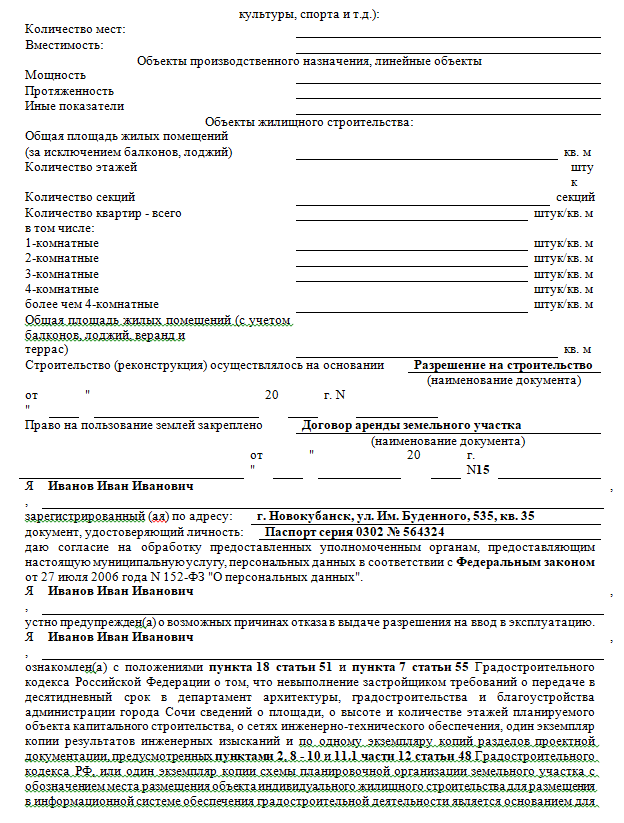 культуры, спорта и т.д.):
Количество мест:
Вместимость:
Объекты производственного назначения, линейные объекты
Мощность
Протяженность
Иные показатели
Объекты жилищного строительства:
Общая площадь жилых помещений
(за исключением балконов, лоджий) кв. м
Количество этажей шту
к
Количество секций секций
Количество квартир - всего штук/кв. м
в том числе:
1-комнатные штук/кв. м
2-комнатные штук/кв. м
3-комнатные штук/кв. м
4-комнатные штук/кв. м
более чем 4-комнатные штук/кв. м
Общая площадь жилых помещений (с учетом
балконов, лоджий, веранд и
террас) кв. м
Строительство (реконструкция) осуществлялось на основании Разрешение на строительство
(наименование документа)
от " 20 г. N
"
Право на пользование землей закреплено Договор аренды земельного участка
(наименование документа)
от " 20 г.
" N15
Я Иванов Иван Иванович ,
,
зарегистрированный (ая) по адресу: г. Новокубанск, ул. Им. Буденного, 535, кв. 35
документ, удостоверяющий личность: Паспорт серия 0302 № 564324
даю согласие на обработку предоставленных уполномоченным органам, предоставляющим
настоящую муниципальную услугу, персональных данных в соответствии с Федеральным законом
от 27 июля 2006 года N 152-ФЗ "О персональных данных".
Я Иванов Иван Иванович ,
,
устно предупрежден(а) о возможных причинах отказа в выдаче разрешения на ввод в эксплуатацию.
Я Иванов Иван Иванович ,
,
ознакомлен(а) с положениями пункта 18 статьи 51 и пункта 7 статьи 55 Градостроительного
кодекса Российской Федерации о том, что невыполнение застройщиком требований о передаче в
десятидневный срок в департамент архитектуры, градостроительства и благоустройства
администрации города Сочи сведений о площади, о высоте и количестве этажей планируемого
объекта капитального строительства, о сетях инженерно-технического обеспечения, один экземпляр
копии результатов инженерных изысканий и по одному экземпляру копий разделов проектной
документации, предусмотренных пунктами 2, 8 - 10 и 11.1 части 12 статьи 48 Градостроительного
кодекса РФ, или один экземпляр копии схемы планировочной организации земельного участка с
обозначением места размещения объекта индивидуального жилищного строительства для размещения
в информационной системе обеспечения градостроительной деятельности является основанием для